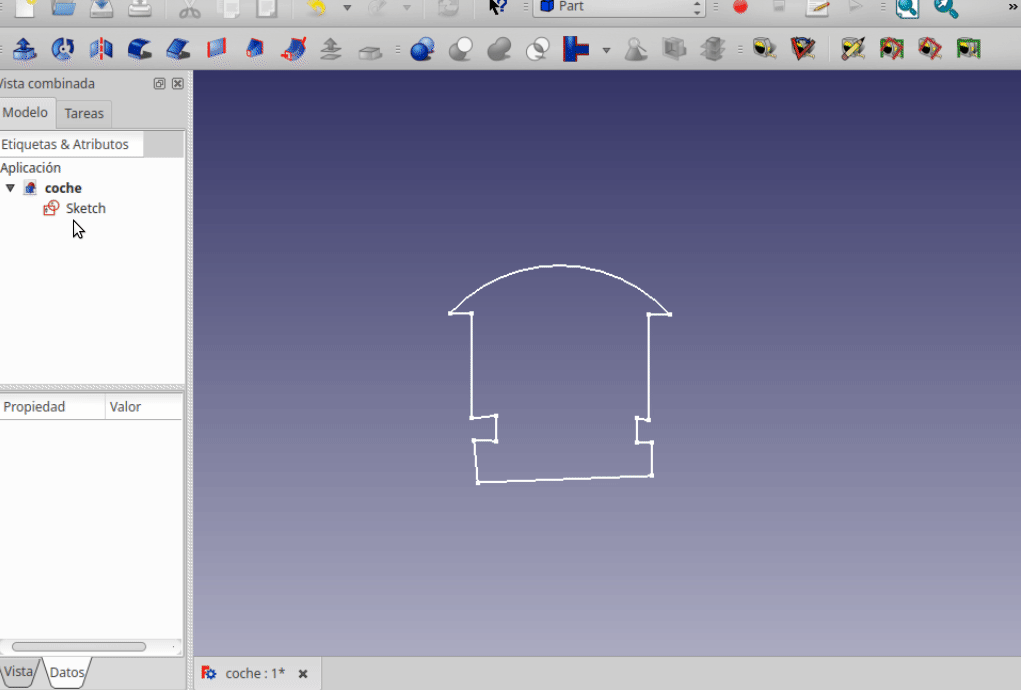 Part
»
Vista combinada
Modelo
Tareas
Etiquetas & Atributos
Aplicación
coche
Sketch
Propiedad
Valor
Vista
Datos
coche : 1*